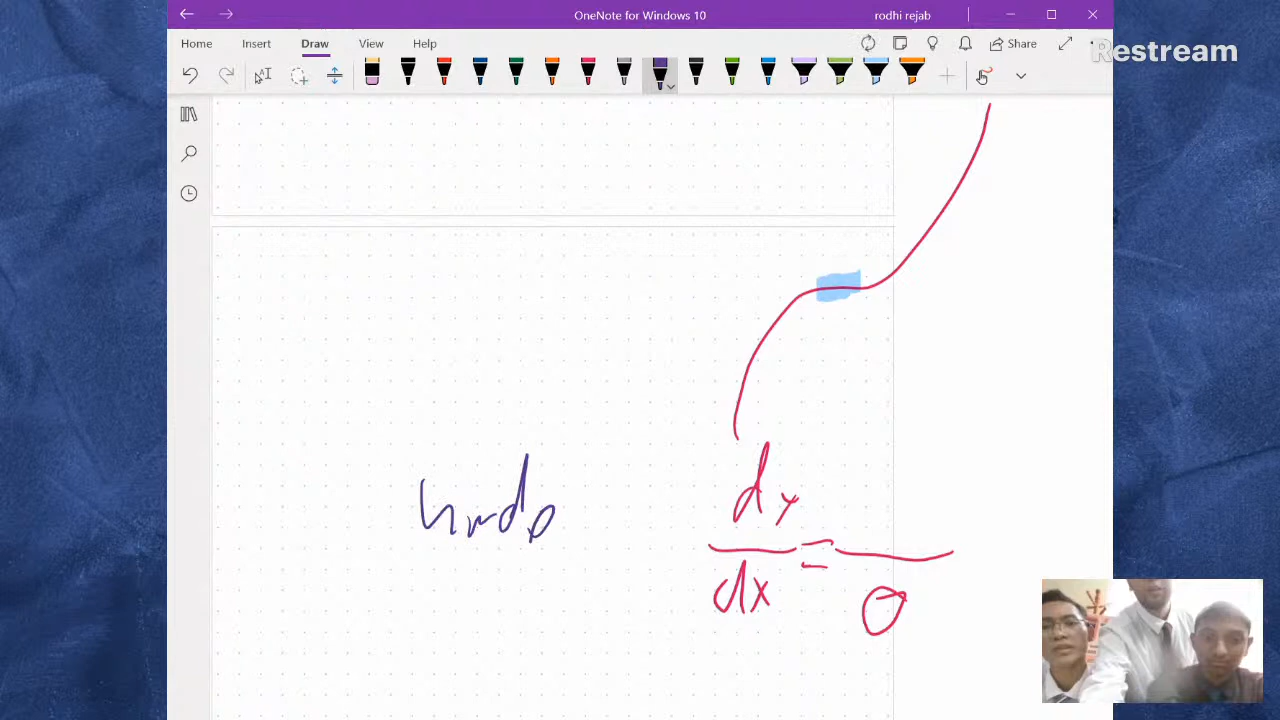 OneNote for Windows 10
rodhi rejab
Home Insert Draw View Help
Share
Restream
dy
dx
=
0